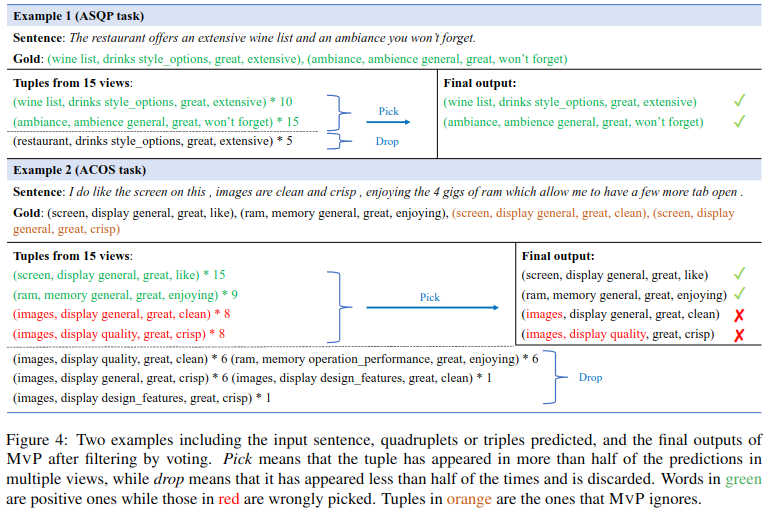 Example 1 (ASQP task)
Sentence: The restaurant offers an extensive wine list and an ambiance you won't forget.
Gold: (wine list, drinks style_options, great, extensive), (ambiance, ambience general, great, won't forget)
Tuples from 15 views:
(wine list, drinks style_options, great, extensive) * 10
(ambiance, ambience general, great, won't forget) * 15
(restaurant, drinks style_options, great, extensive) * 5
Pick
Drop
Final output:
(wine list, drinks style_options, great, extensive) ✓
(ambiance, ambience general, great, won't forget) ✓
Example 2 (ACOS task)
Sentence: I do like the screen on this , images are clean and crisp , enjoying the 4 gigs of ram which allow me to have a few more tab open .
Gold: (screen, display general, great, like), (ram, memory general, great, enjoying), (screen, display general, great, clean), (screen, display
general, great, crisp)
Tuples from 15 views:
(screen, display general, great, like) * 15
(ram, memory general, great, enjoying) * 9
(images, display general, great, clean) * 8
(images, display quality, great, crisp) * 8
Pick
Final output:
(screen, display general, great, like) ✓
(ram, memory general, great, enjoying) ✓
(images, display general, great, clean) ✗
(images, display quality, great, crisp) ✗
(images, display quality, great, clean) * 6 (ram, memory operation_performance, great, enjoying) * 6
(images, display general, great, crisp) * 6 (images, display design_features, great, clean) * 1
(images, display design_features, great, crisp) * 1
Drop
Figure 4: Two examples including the input sentence, quadruplets or triples predicted, and the final outputs of
MVP after filtering by voting. Pick means that the tuple has appeared in more than half of the predictions in
multiple views, while drop means that it has appeared less than half of the times and is discarded. Words in green
are positive ones while those in red are wrongly picked. Tuples in orange are the ones that MVP ignores.